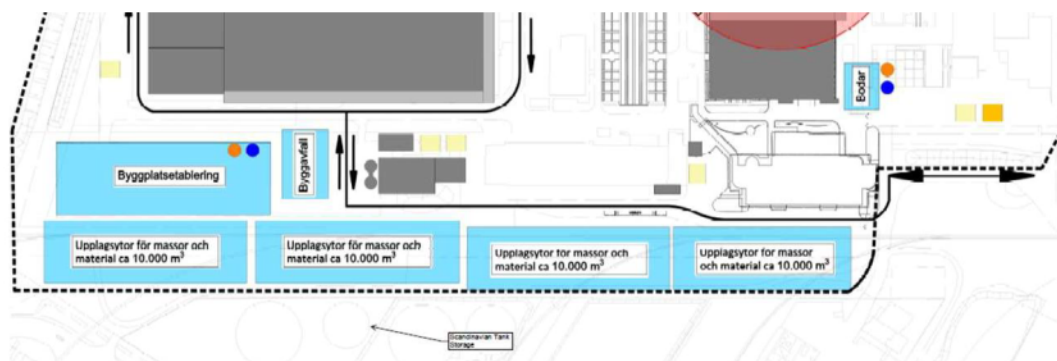 Bodar
Byggavfall
Byggplatsetablering
Upplagsytor för massor och
material ca 10.000 m³
Upplagsytor för massor och
material ca 10.000 m³
Upplagsytor för massor och
material ca 10.000 m³
Upplagsytor för massor
och material ca 10.000 m³
Scandinavian Tank
Storage